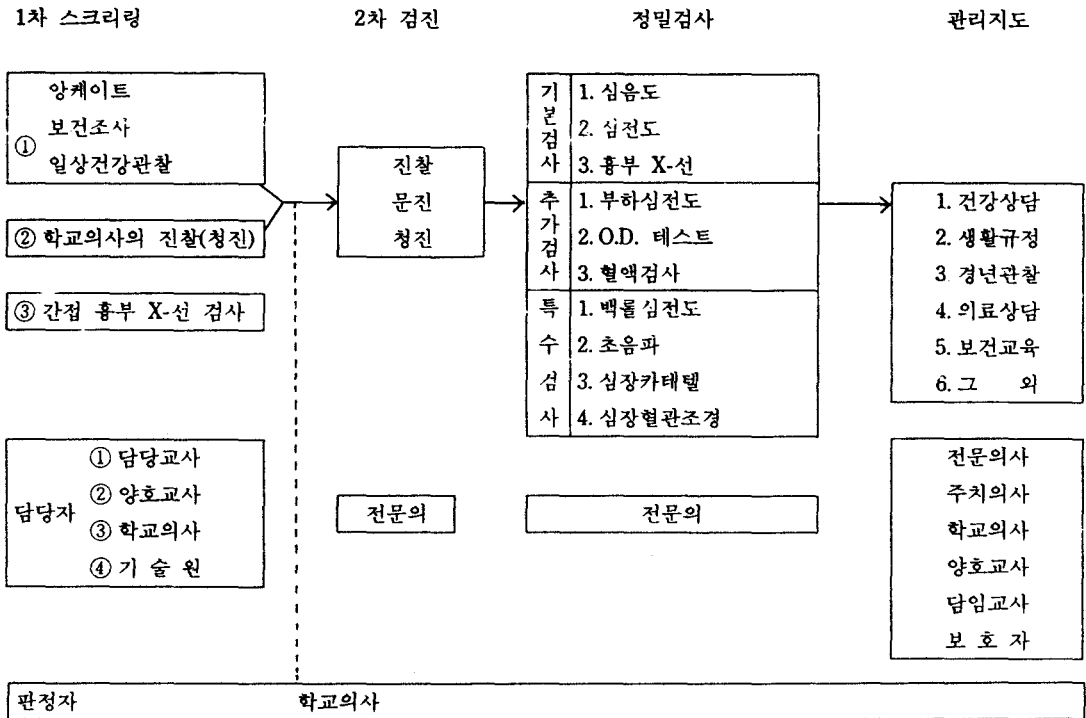 1차 스크리링 2차 검진 정밀검사 관리지도
앙케이트
보건조사
①
일상건강관찰
② 학교의사의 진찰(청진)
③ 간접 흉부 X-선 검사
진찰
문진
청진
기본검사
1. 심음도
2. 심전도
3. 흉부 X-선
추가검사
1. 부하심전도
2. O.D. 테스트
3. 혈액검사
특수검사
1. 백롤심전도
2. 초음파
3. 심장카테텔
4. 심장혈관조경
1. 건강상담
2. 생활규정
3 경년관찰
4. 의료상담
5. 보건교육
6. 그 외
담당자
① 담당교사
② 양호교사
③ 학교의사
④ 기 술 원
전문의
전문의
전문의사
주치의사
학교의사
양호교사
담임교사
보 호 자
판정자 학교의사